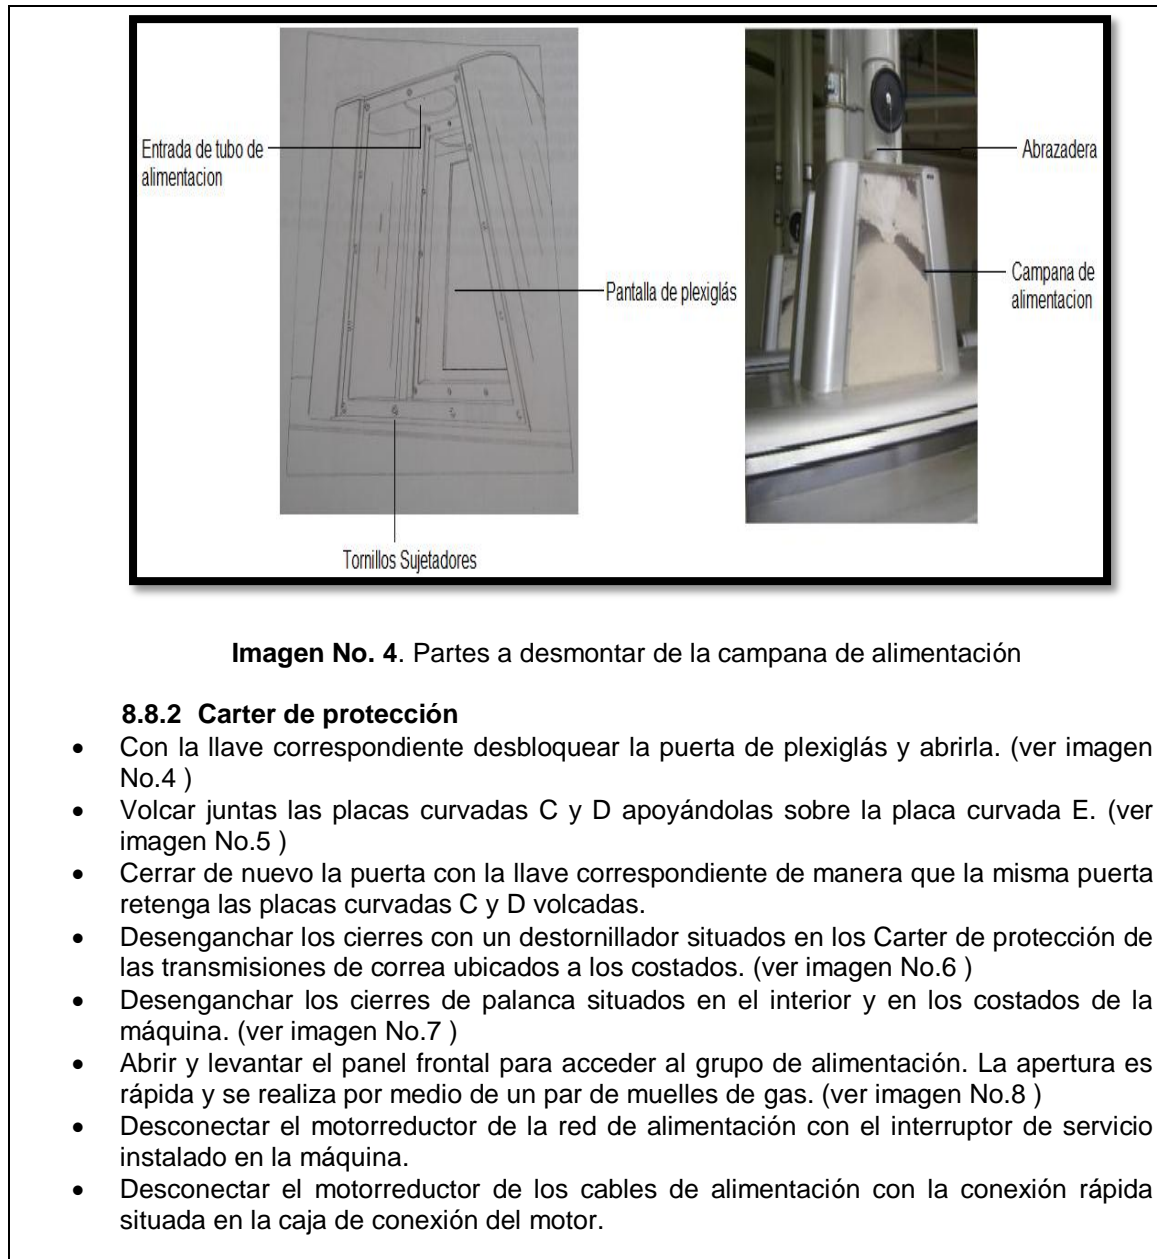 Entrada de tubo de
alimentacion
Abrazadera
Pantalla de plexiglás
Campana de
alimentacion
Tornillos Sujetadores
Imagen No. 4. Partes a desmontar de la campana de alimentación
8.8.2 Carter de protección
• Con la llave correspondiente desbloquear la puerta de plexiglás y abrirla. (ver imagen
No.4 )
• Volcar juntas las placas curvadas C y D apoyándolas sobre la placa curvada E. (ver
imagen No.5 )
• Cerrar de nuevo la puerta con la llave correspondiente de manera que la misma puerta
retenga las placas curvadas C y D volcadas.
• Desenganchar los cierres con un destornillador situados en los Carter de protección de
las transmisiones de correa ubicados a los costados. (ver imagen No.6 )
• Desenganchar los cierres de palanca situados en el interior y en los costados de la
máquina. (ver imagen No.7 )
• Abrir y levantar el panel frontal para acceder al grupo de alimentación. La apertura es
rápida y se realiza por medio de un par de muelles de gas. (ver imagen No.8 )
• Desconectar el motorreductor de la red de alimentación con el interruptor de servicio
instalado en la máquina.
• Desconectar el motorreductor de los cables de alimentación con la conexión rápida
situada en la caja de conexión del motor.